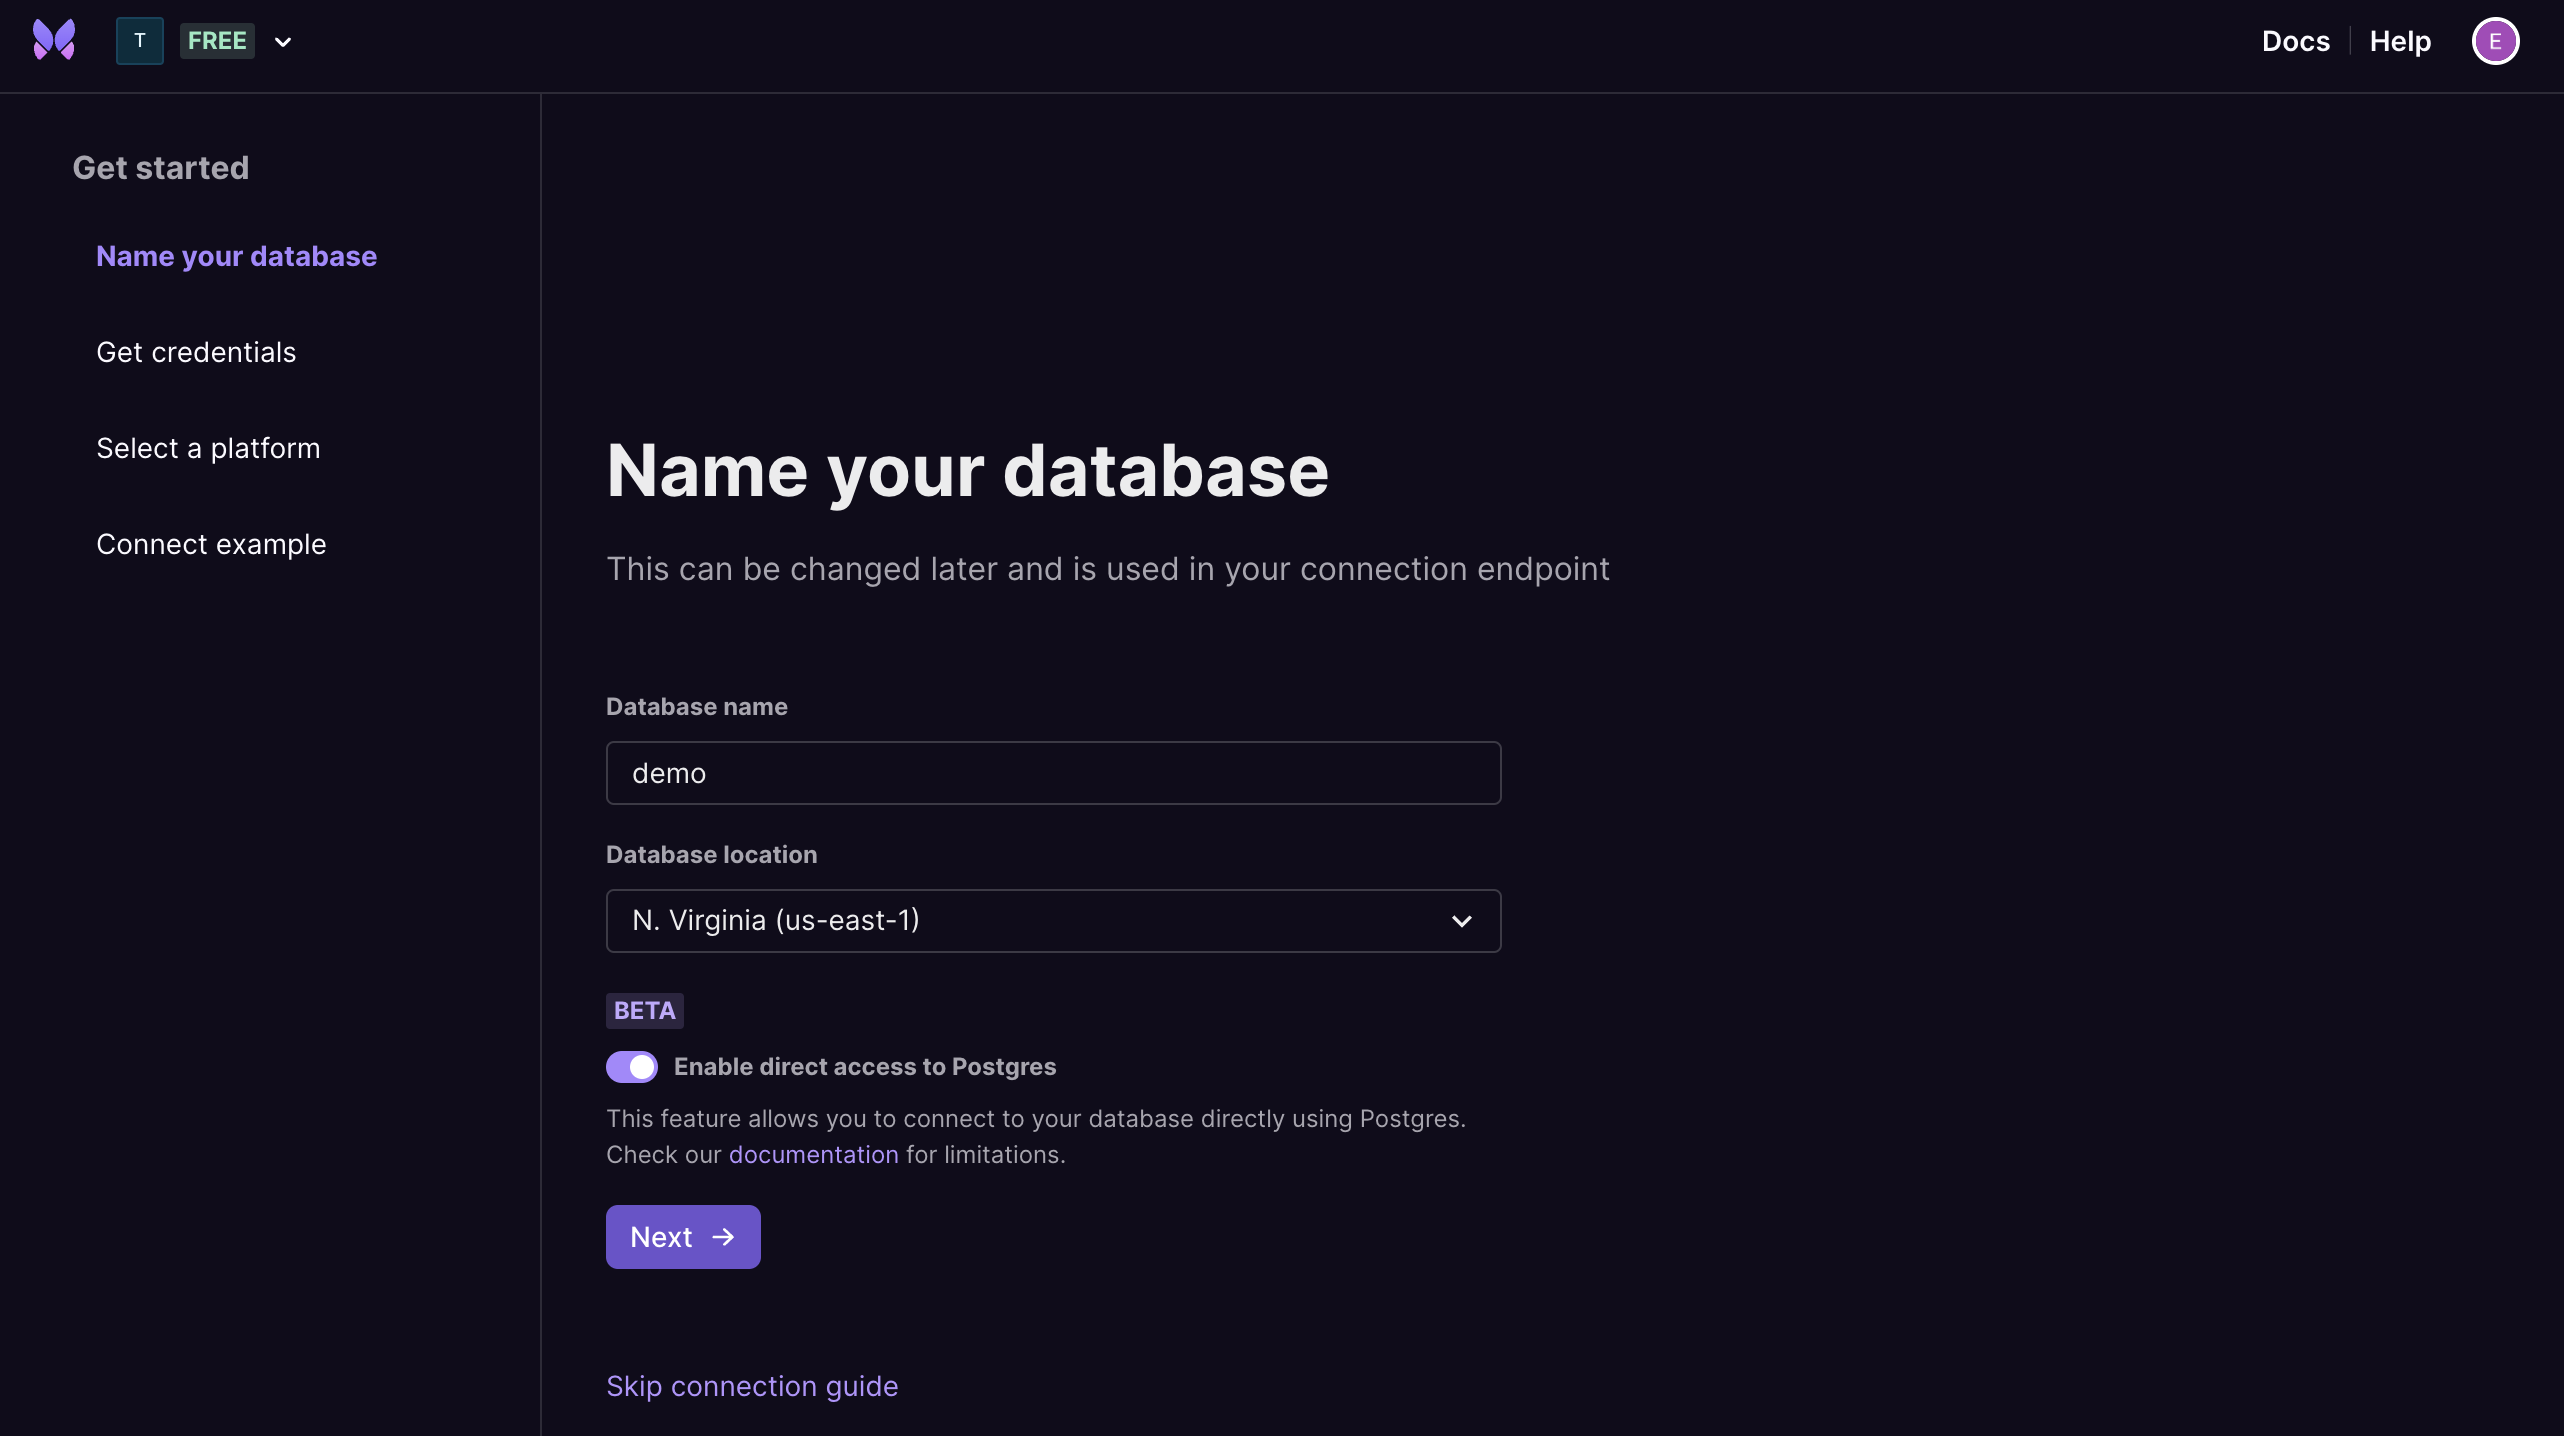 T
FREE
Docs
Help
E
Get started
Name your database
Get credentials
Select a platform
Connect example
Name your database
This can be changed later and is used in your connection endpoint
Database name
demo
Database location
N. Virginia (us-east-1)
BETA
Enable direct access to Postgres
This feature allows you to connect to your database directly using Postgres.
Check our documentation for limitations.
Next
Skip connection guide